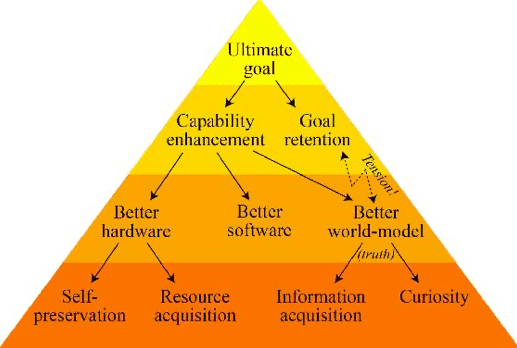 Ultimate
goal
Capability
enhancement
Goal
retention
Tension!
Better
hardware
Better
software
Better
world-model
(truth)
Self-
preservation
Resource
acquisition
Information
acquisition
Curiosity